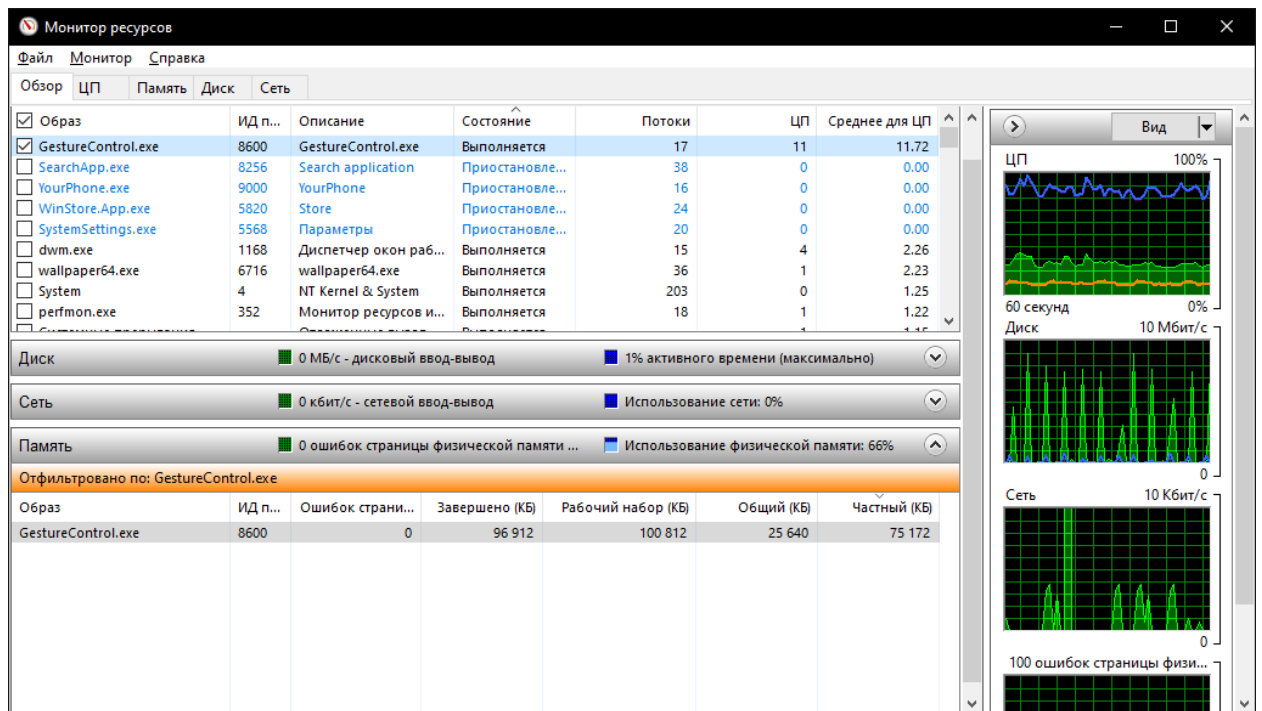 Монитор ресурсов
Файл Монитор Справка
Обзор ЦП Память Диск Сеть
Образ ИД п... Описание Состояние Потоки ЦП Среднее для ЦП
GestureControl.exe 8600 GestureControl.exe Выполняется 17 11 11.72
SearchApp.exe 8256 Search application Приостановле... 38 0 0.00
YourPhone.exe 9000 YourPhone Приостановле... 16 0 0.00
WinStore.App.exe 5820 Store Приостановле... 24 0 0.00
SystemSettings.exe 5568 Параметры Приостановле... 20 0 0.00
dwm.exe 1168 Диспетчер окон раб... Выполняется 15 4 2.26
wallpaper64.exe 6716 wallpaper64.exe Выполняется 36 1 2.23
System 4 NT Kernel & System Выполняется 203 0 1.25
perfmon.exe 352 Монитор ресурсов и... Выполняется 18 1 1.22
Диск 0 МБ/с - дисковый ввод-вывод 1% активного времени (максимально)
Сеть 0 кбит/с - сетевой ввод-вывод Использование сети: 0%
Память 0 ошибок страницы физической памяти ... Использование физической памяти: 66%
Отфильтровано по: GestureControl.exe
Образ ИД п... Ошибок страни... Завершено (КБ) Рабочий набор (КБ) Общий (КБ) Частный (КБ)
GestureControl.exe 8600 0 96 912 100 812 25 640 75 172
Вид
ЦП 100%
60 секунд 0%
Диск 10 Мбит/с
0
Сеть 10 Кбит/с
0
100 ошибок страницы физи...